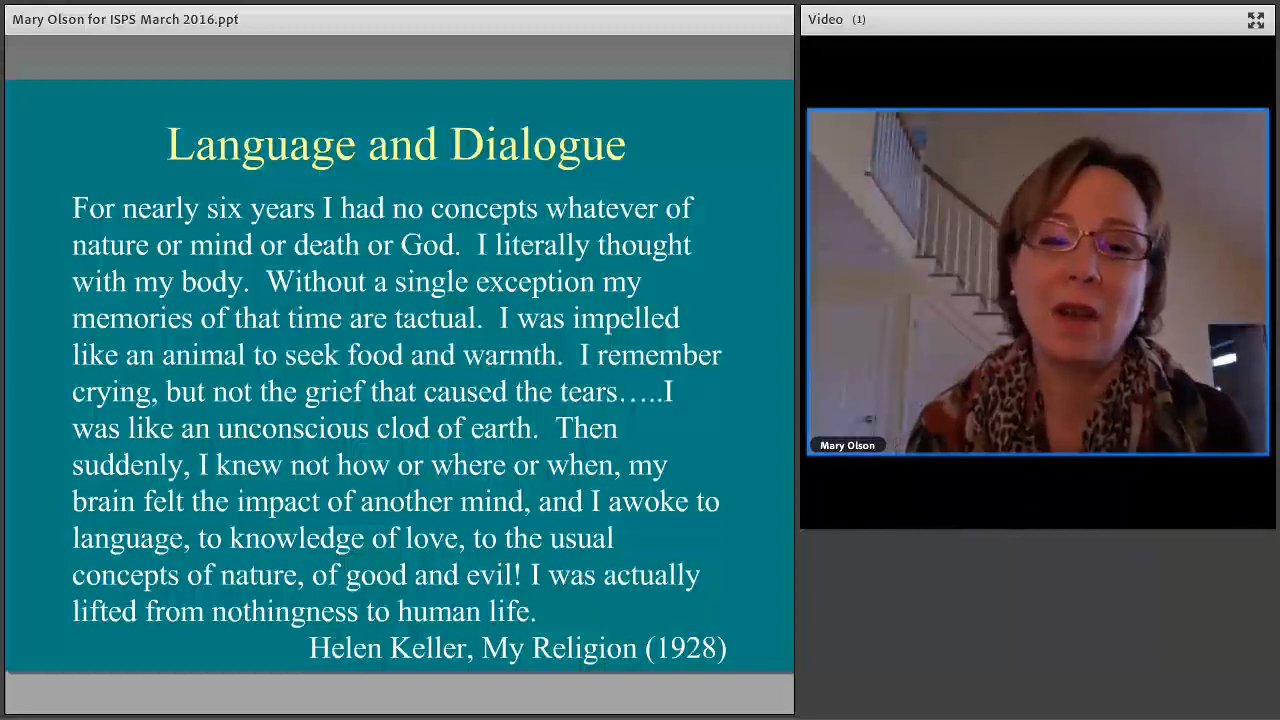 Mary Olson for ISPS March 2016.ppt
Video (1)
Language and Dialogue
For nearly six years I had no concepts whatever of
nature or mind or death or God.  I literally thought
with my body.  Without a single exception my
memories of that time are tactual.  I was impelled
like an animal to seek food and warmth.  I remember
crying, but not the grief that caused the tears…..I
was like an unconscious clod of earth.  Then
suddenly, I knew not how or where or when, my
brain felt the impact of another mind, and I awoke to
language, to knowledge of love, to the usual
concepts of nature, of good and evil! I was actually
lifted from nothingness to human life.
Helen Keller, My Religion (1928)
Mary Olson